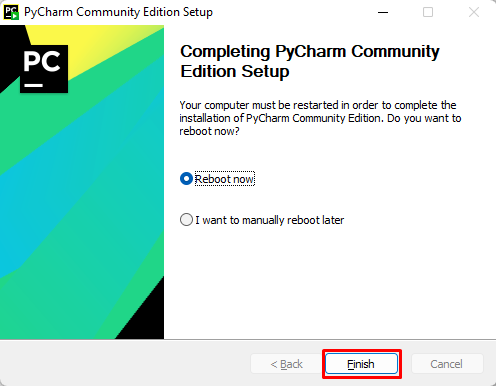 PyCharm Community Edition Setup
PC
Completing PyCharm Community
Edition Setup
Your computer must be restarted in order to complete the
installation of PyCharm Community Edition. Do you want to
reboot now?
Reboot now
I want to manually reboot later
< Back
Finish
Cancel